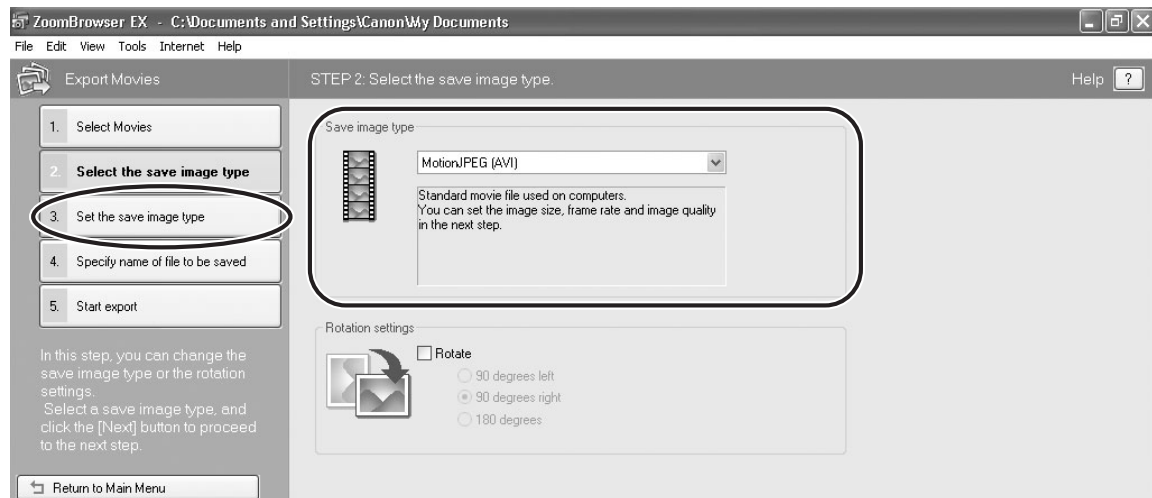 ZoomBrowser EX - C:\Documents and Settings\Canon\My Documents
File Edit View Tools Internet Help
Export Movies
STEP 2: Select the save image type.
Help ?
1. Select Movies
2. Select the save image type
3. Set the save image type
4. Specify name of file to be saved
5. Start export
In this step, you can change the
save image type or the rotation
settings.
Select a save image type, and
click the [Next] button to proceed
to the next step.
Return to Main Menu
Save image type
MotionJPEG (AVI)
Standard movie file used on computers.
You can set the image size, frame rate and image quality
in the next step.
Rotation settings
Rotate
90 degrees left
90 degrees right
180 degrees